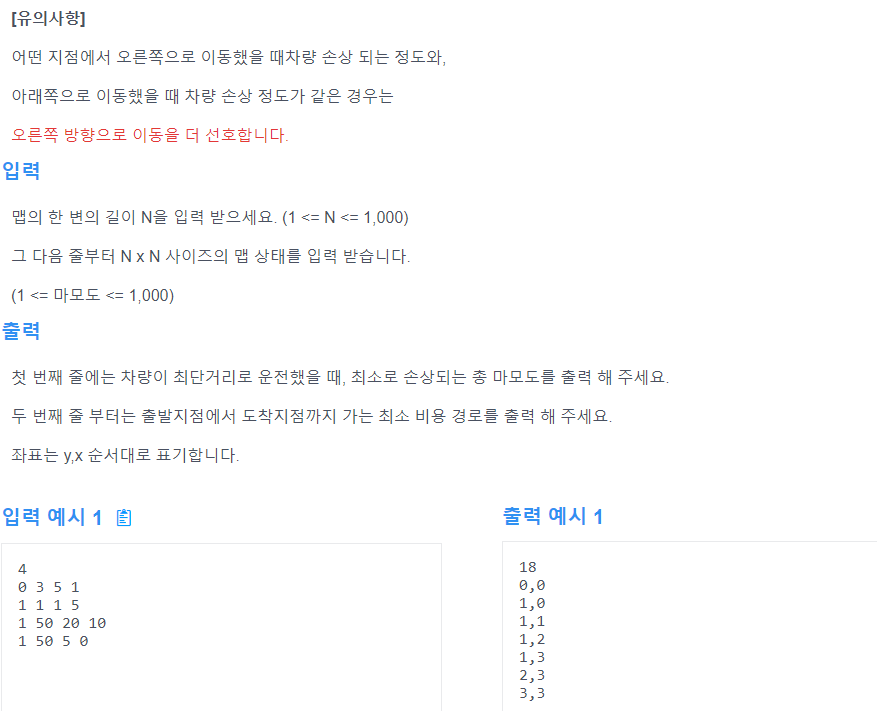 [유의사항]
어떤 지점에서 오른쪽으로 이동했을 때차량 손상 되는 정도와,
아래쪽으로 이동했을 때 차량 손상 정도가 같은 경우는
오른쪽 방향으로 이동을 더 선호합니다.
입력
맵의 한 변의 길이 N을 입력 받으세요. (1 <= N <= 1,000)
그 다음 줄부터 N x N 사이즈의 맵 상태를 입력 받습니다.
(1 <= 마모도 <= 1,000)
출력
첫 번째 줄에는 차량이 최단거리로 운전했을 때, 최소로 손상되는 총 마모도를 출력 해 주세요.
두 번째 줄 부터는 출발지점에서 도착지점까지 가는 최소 비용 경로를 출력 해 주세요.
좌표는 y,x 순서대로 표기합니다.
입력 예시 1
4
0 3 5 1
1 1 1 5
1 50 20 10
1 50 5 0
출력 예시 1
18
0,0
1,0
1,1
1,2
1,3
2,3
3,3